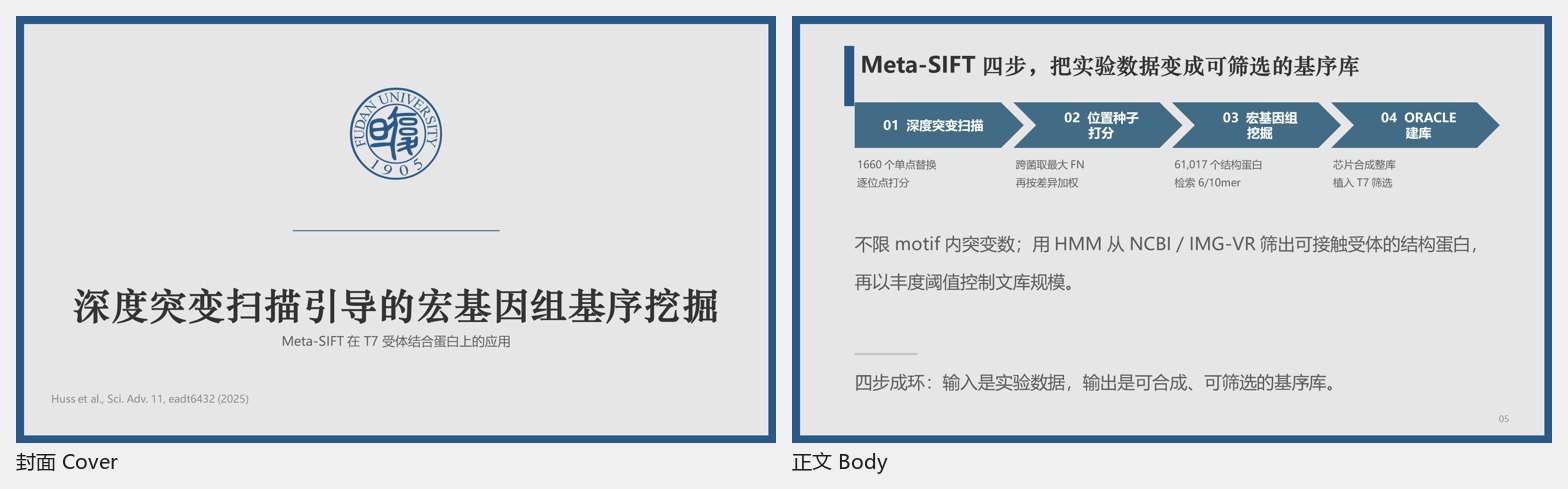 FUDAN UNIVERSITY
1905
深度突变扫描引导的宏基因组基序挖掘
Meta-SIFT 在 T7 受体结合蛋白上的应用
Huss et al., Sci. Adv. 11, eadt6432 (2025)
封面 Cover
Meta-SIFT 四步，把实验数据变成可筛选的基序库
01 深度突变扫描
02 位置种子
打分
03 宏基因组
挖掘
04 ORACLE
建库
1660 个单点替换
逐位点打分
跨菌取最大 FN
再按差异加权
61,017 个结构蛋白
检索 6/10mer
芯片合成整库
植入 T7 筛选
不限 motif 内突变数；用 HMM 从 NCBI / IMG-VR 筛出可接触受体的结构蛋白，
再以丰度阈值控制文库规模。
四步成环：输入是实验数据，输出是可合成、可筛选的基序库。
05
正文 Body